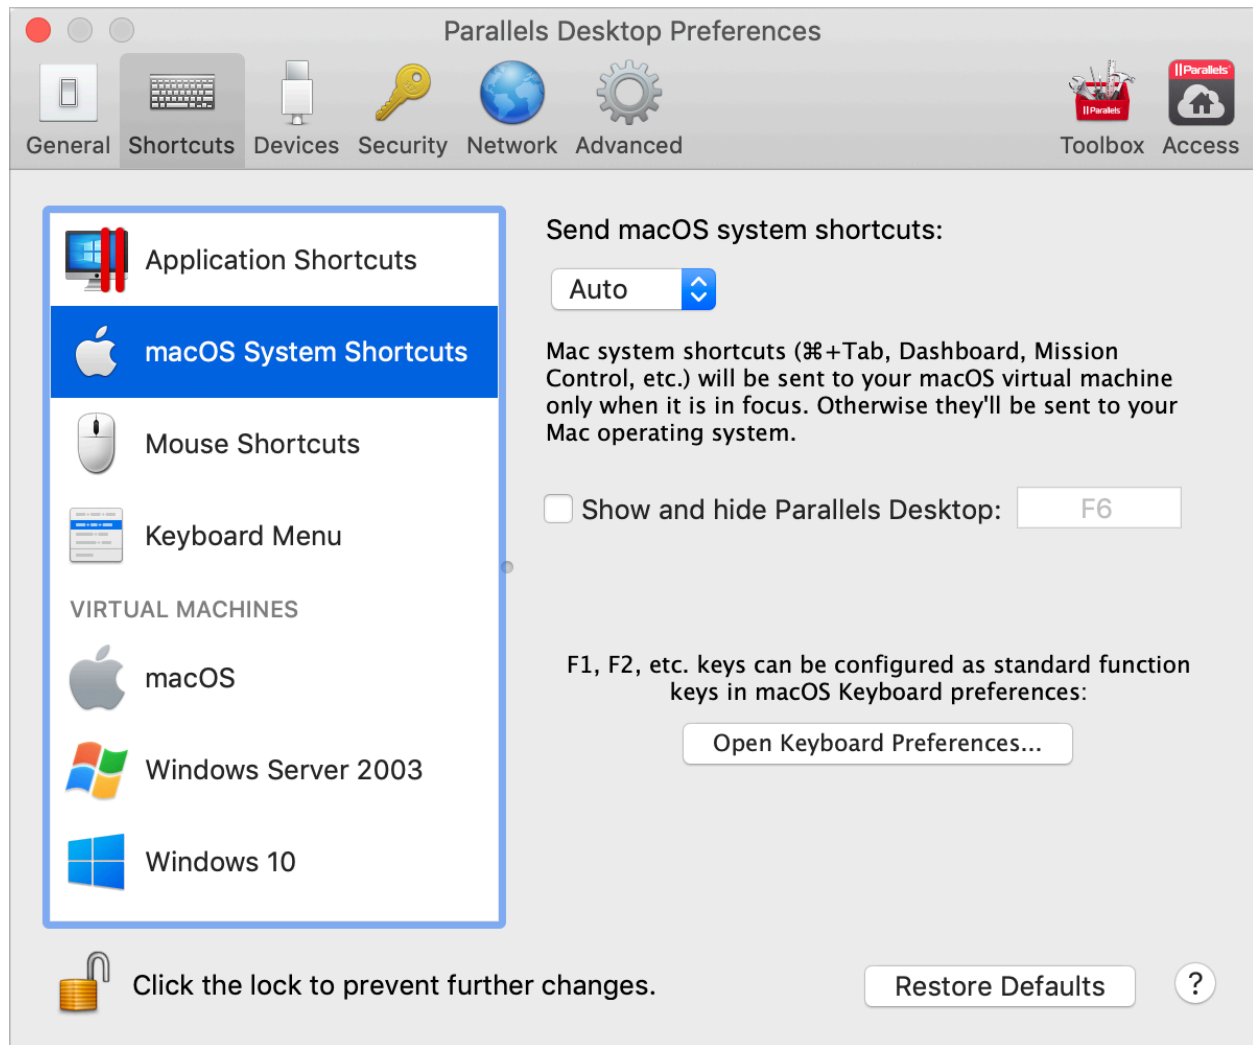 Parallels Desktop Preferences
General Shortcuts Devices Security Network Advanced Toolbox Access
|| Parallels
|| Parallels
Application Shortcuts
macOS System Shortcuts
Mouse Shortcuts
Keyboard Menu
VIRTUAL MACHINES
macOS
Windows Server 2003
Windows 10
Send macOS system shortcuts:
Auto
Mac system shortcuts (⌘+Tab, Dashboard, Mission
Control, etc.) will be sent to your macOS virtual machine
only when it is in focus. Otherwise they'll be sent to your
Mac operating system.
Show and hide Parallels Desktop: F6
F1, F2, etc. keys can be configured as standard function
keys in macOS Keyboard preferences:
Open Keyboard Preferences...
Click the lock to prevent further changes.
Restore Defaults
?